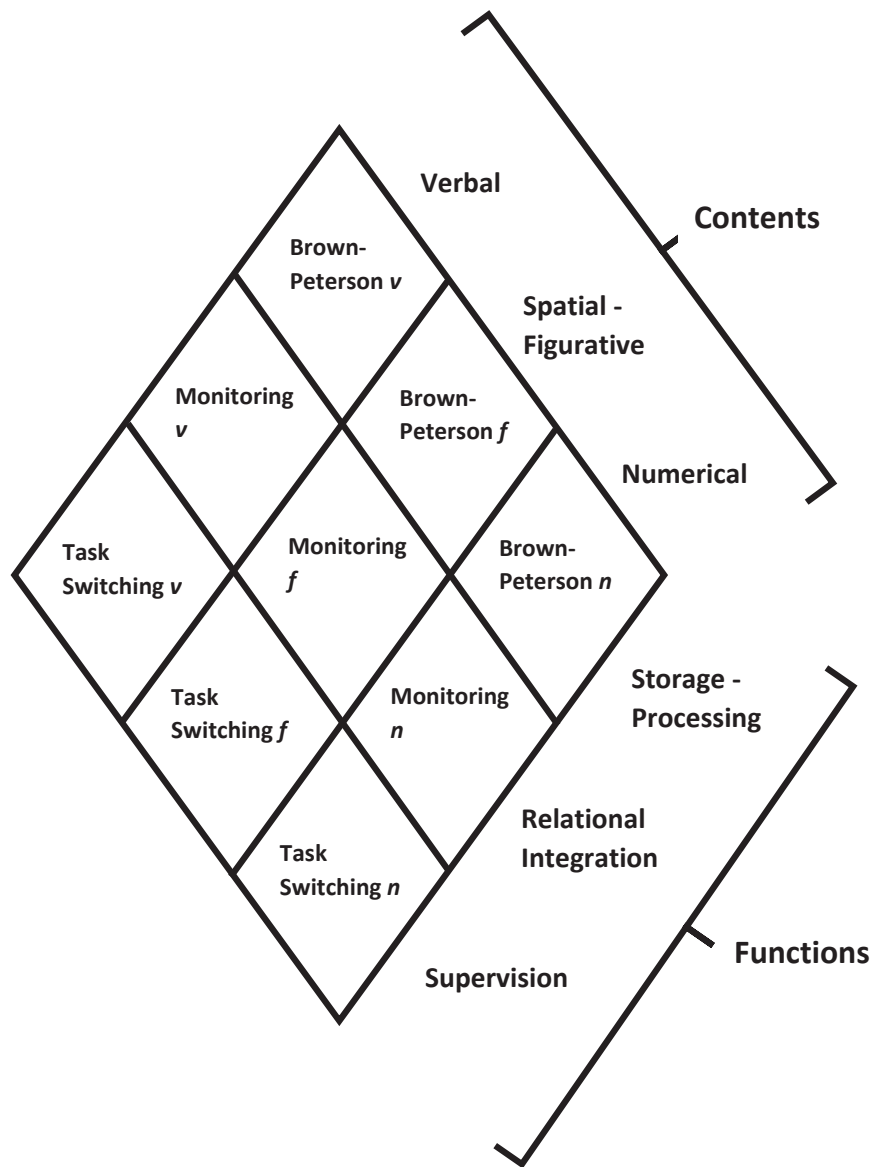 Verbal
Contents
Brown-
Peterson v
Spatial -
Figurative
Monitoring
v
Brown-
Peterson f
Numerical
Task
Switching v
Monitoring
f
Brown-
Peterson n
Storage -
Processing
Task
Switching f
Monitoring
n
Relational
Integration
Task
Switching n
Functions
Supervision